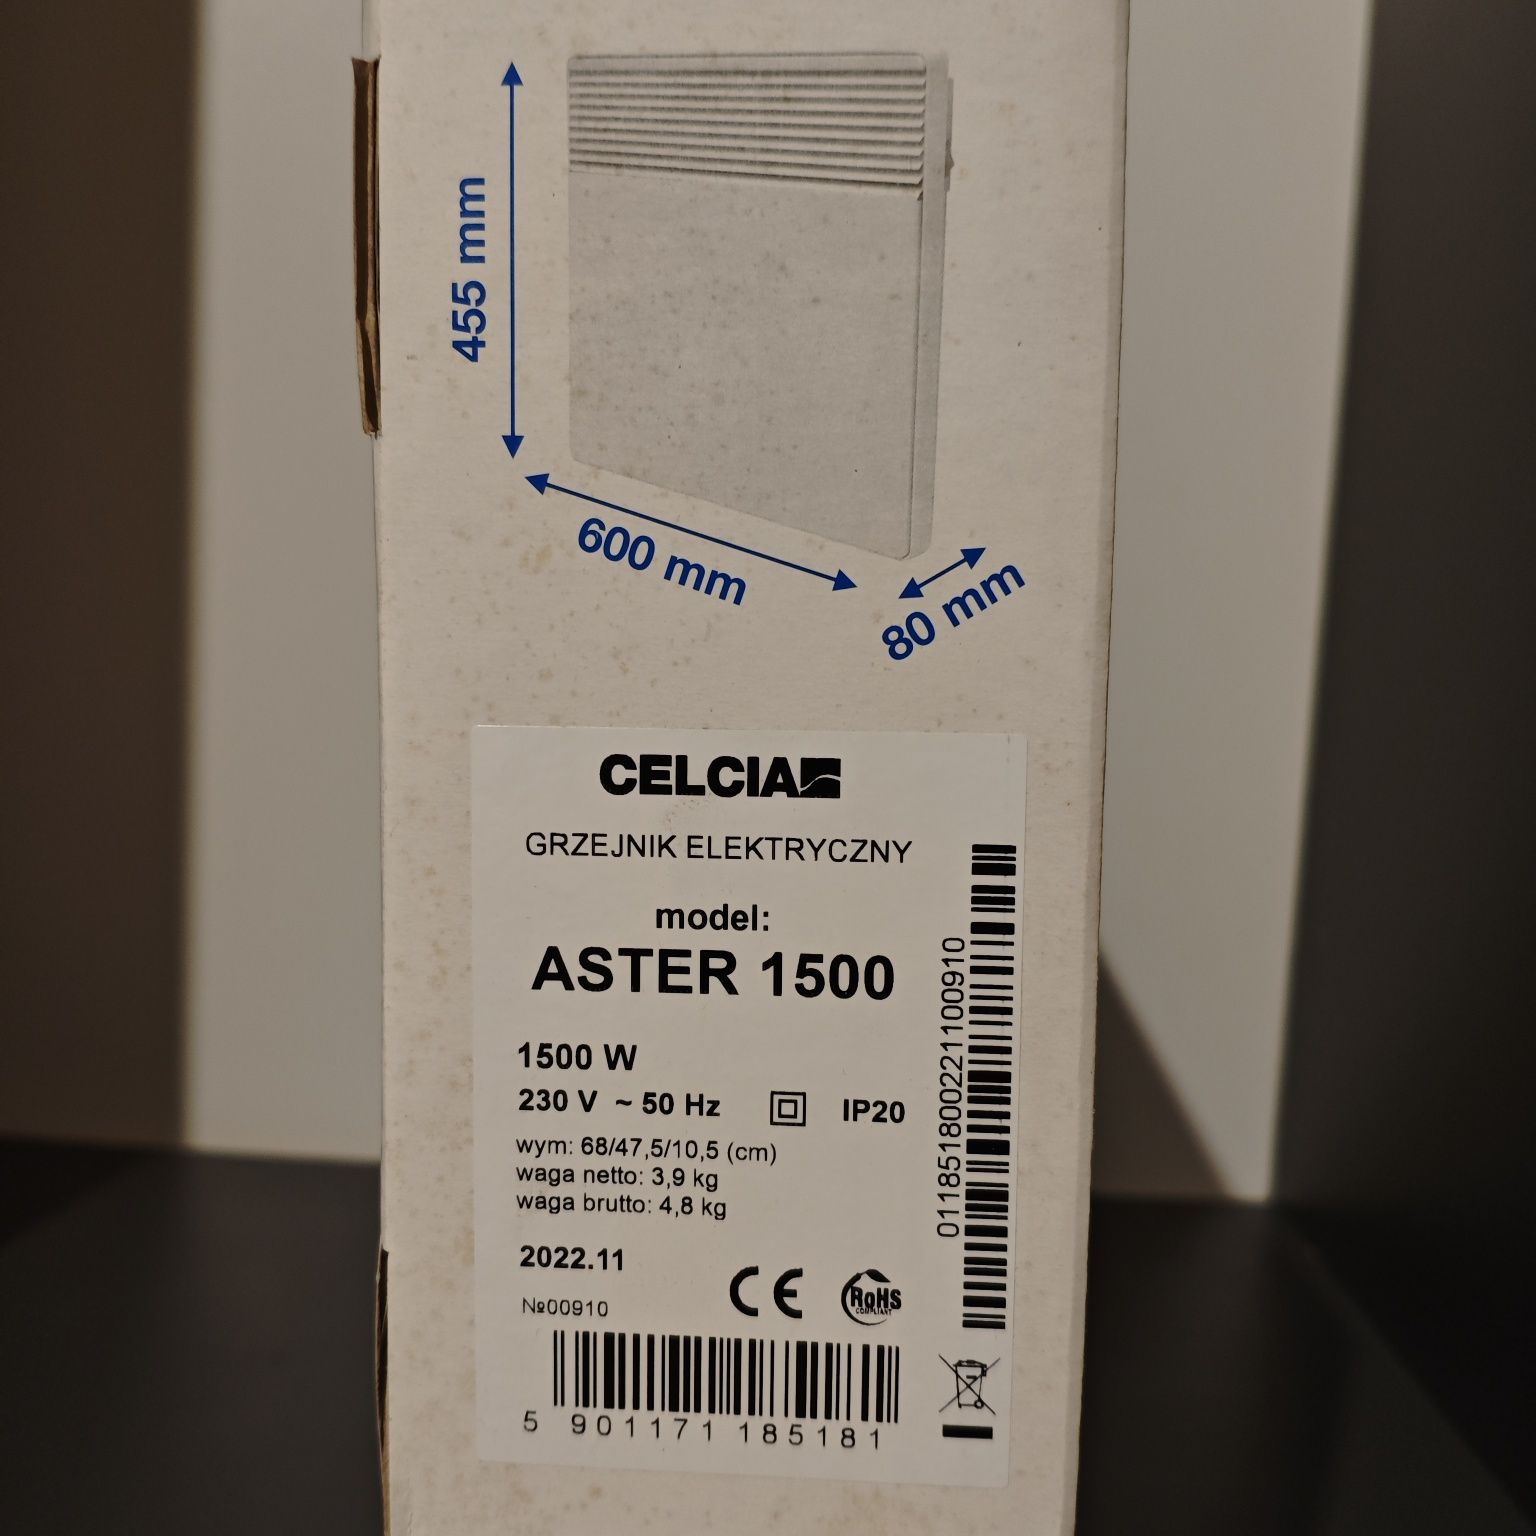 455 mm
600 mm
80 mm
CELCIA
GRZEJNIK ELEKTRYCZNY
model:
ASTER 1500
1500 W
230 V ~ 50 Hz IP20
wym: 68/47,5/10,5 (cm)
waga netto: 3,9 kg
waga brutto: 4,8 kg
2022.11
№00910
CE
RoHS
COMPLIANT
5 901171 185181
011851800221100910